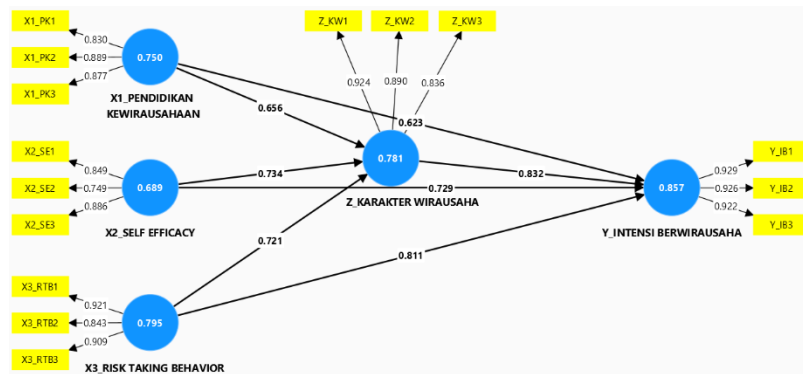 X1_PK1
X1_PK2
X1_PK3
0.830
0.889
0.877
0.750
X1_PENDIDIKAN
KEWIRAUSAHAAN
Z_KW1
Z_KW2
Z_KW3
0.924
0.890
0.836
0.656
0.623
X2_SE1
X2_SE2
X2_SE3
0.849
0.749
0.886
0.689
X2_SELF EFFICACY
0.734
0.781
Z_KARAKTER WIRAUSAHA
0.832
0.729
0.857
Y_INTENSI BERWIRAUSAHA
0.929
0.926
0.922
Y_IB1
Y_IB2
Y_IB3
0.721
0.811
X3_RTB1
X3_RTB2
X3_RTB3
0.921
0.843
0.909
0.795
X3_RISK TAKING BEHAVIOR